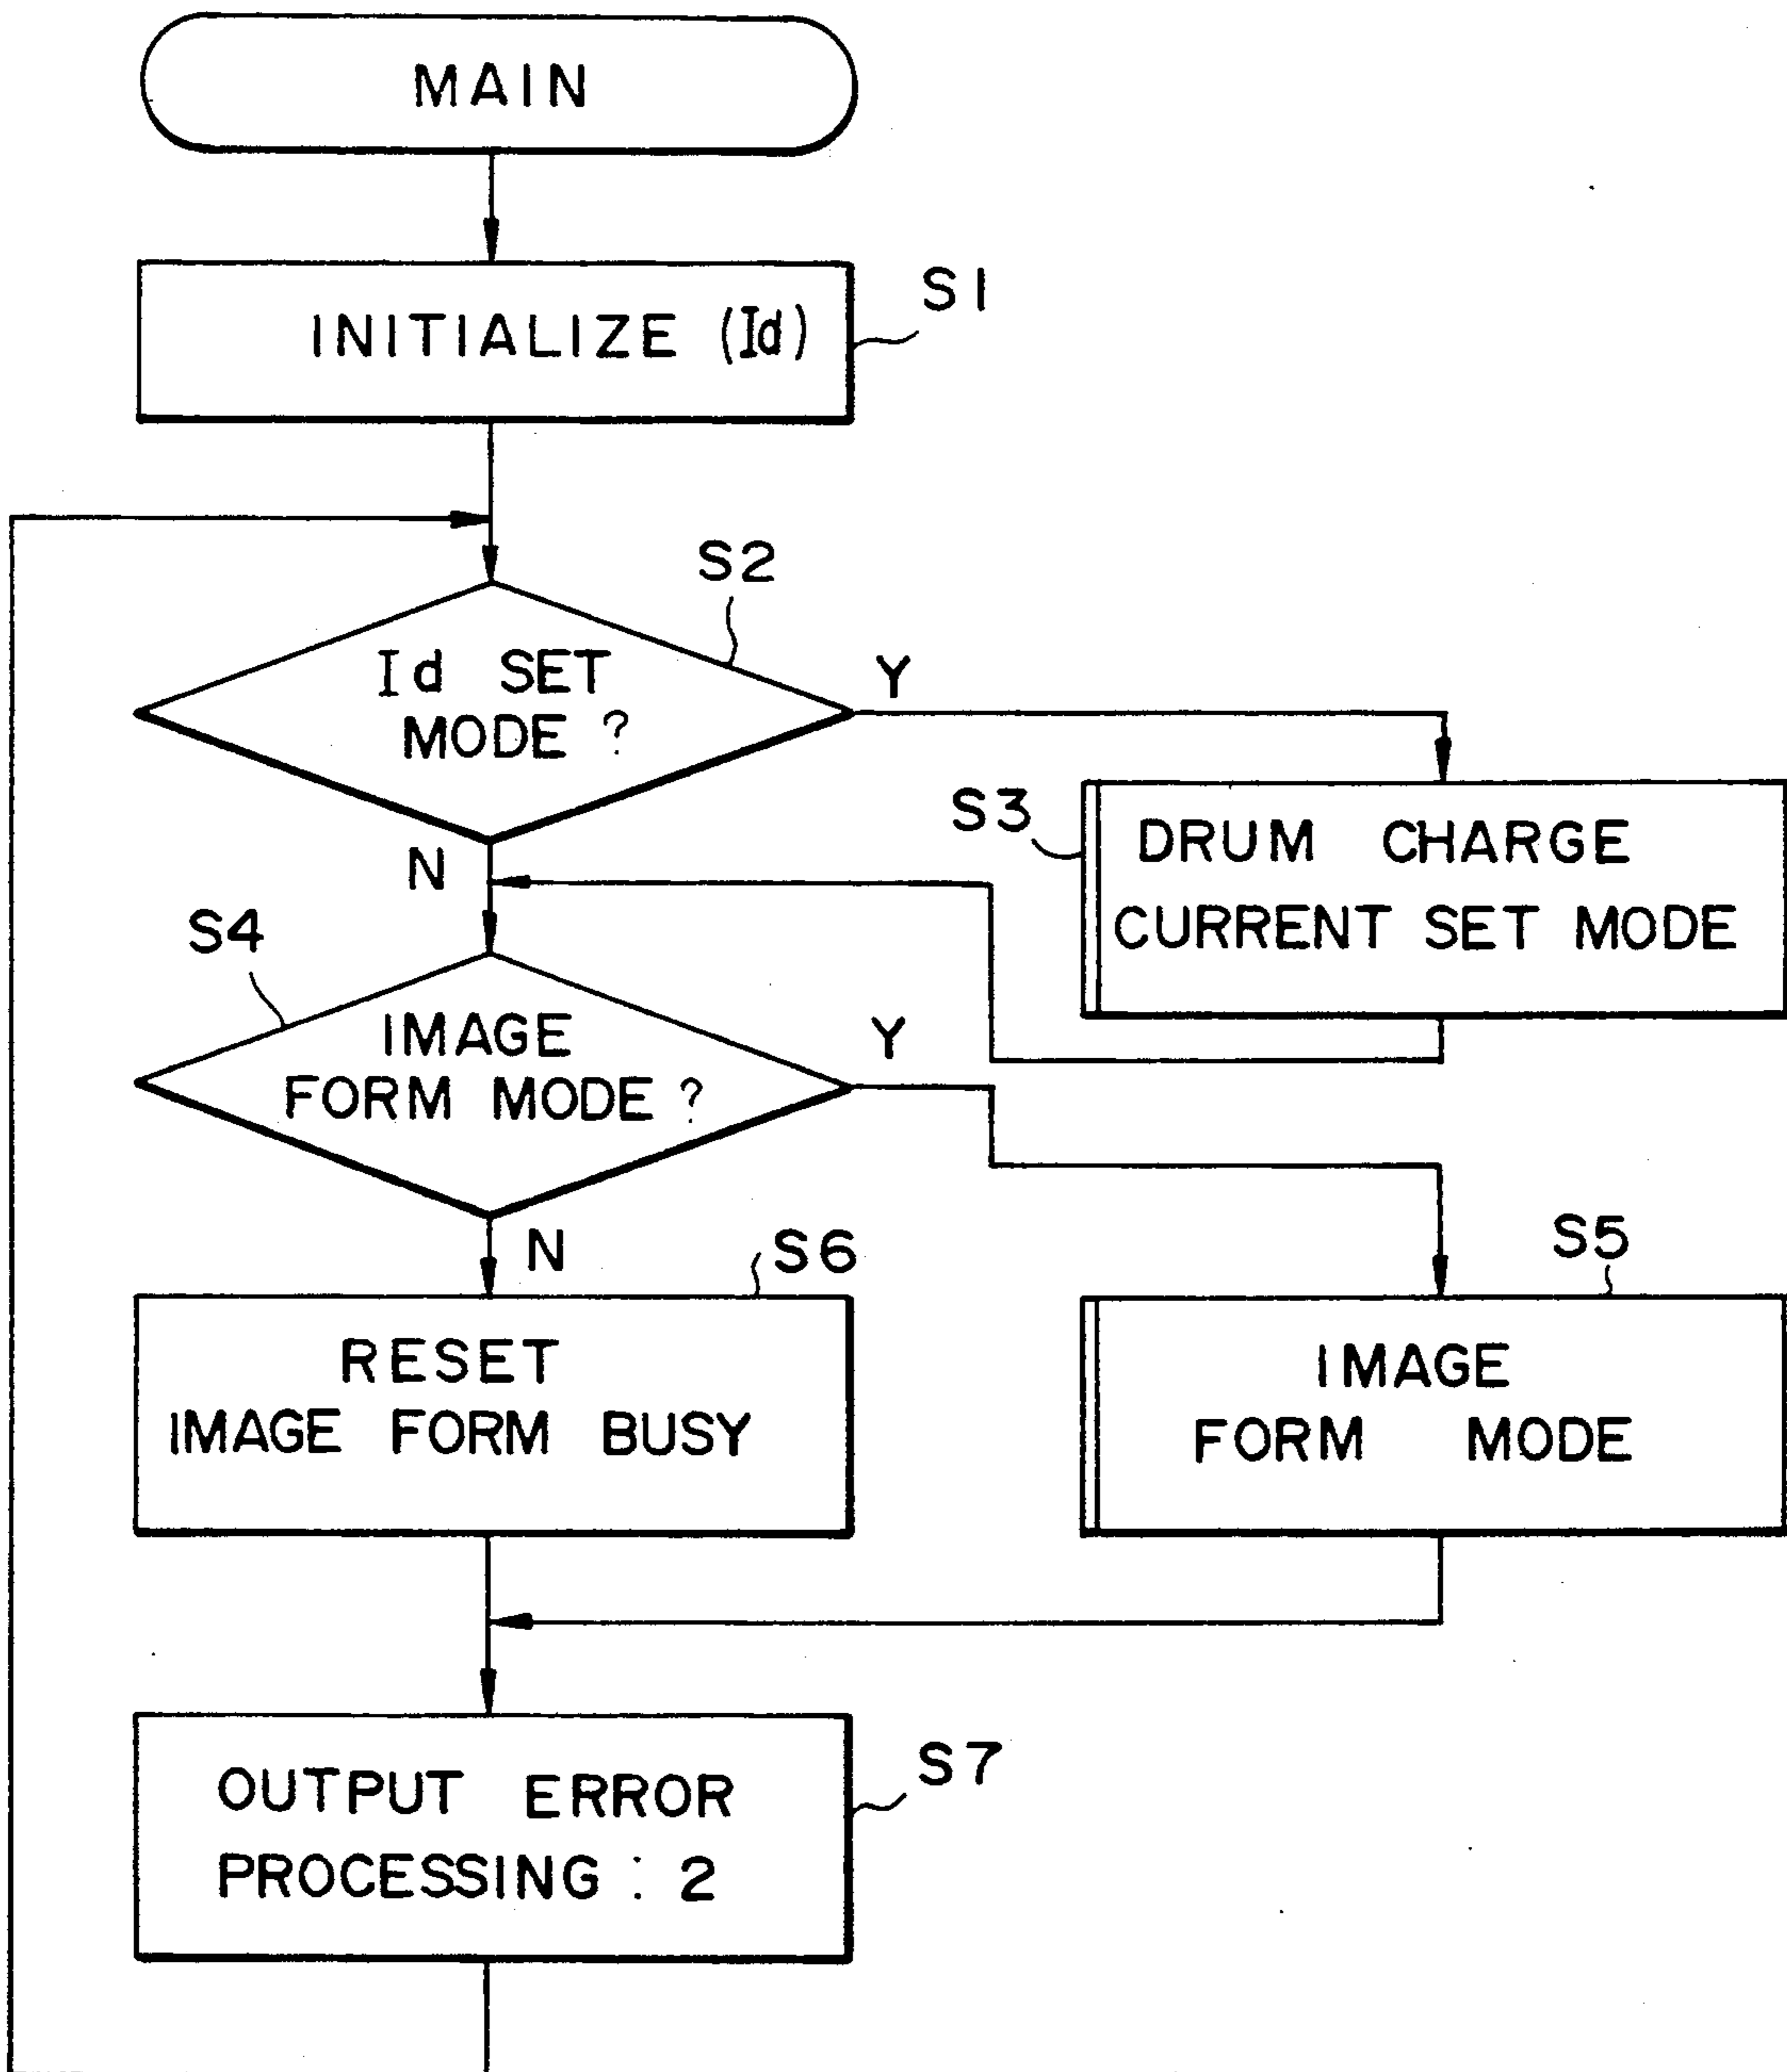 MAIN
INITIALIZE (Id)
S1
S2
Id SET
MODE ?
Y
S3
DRUM CHARGE
CURRENT SET MODE
N
S4
IMAGE
FORM MODE ?
Y
N
S6
S5
RESET
IMAGE FORM BUSY
IMAGE
FORM MODE
S7
OUTPUT ERROR
PROCESSING : 2